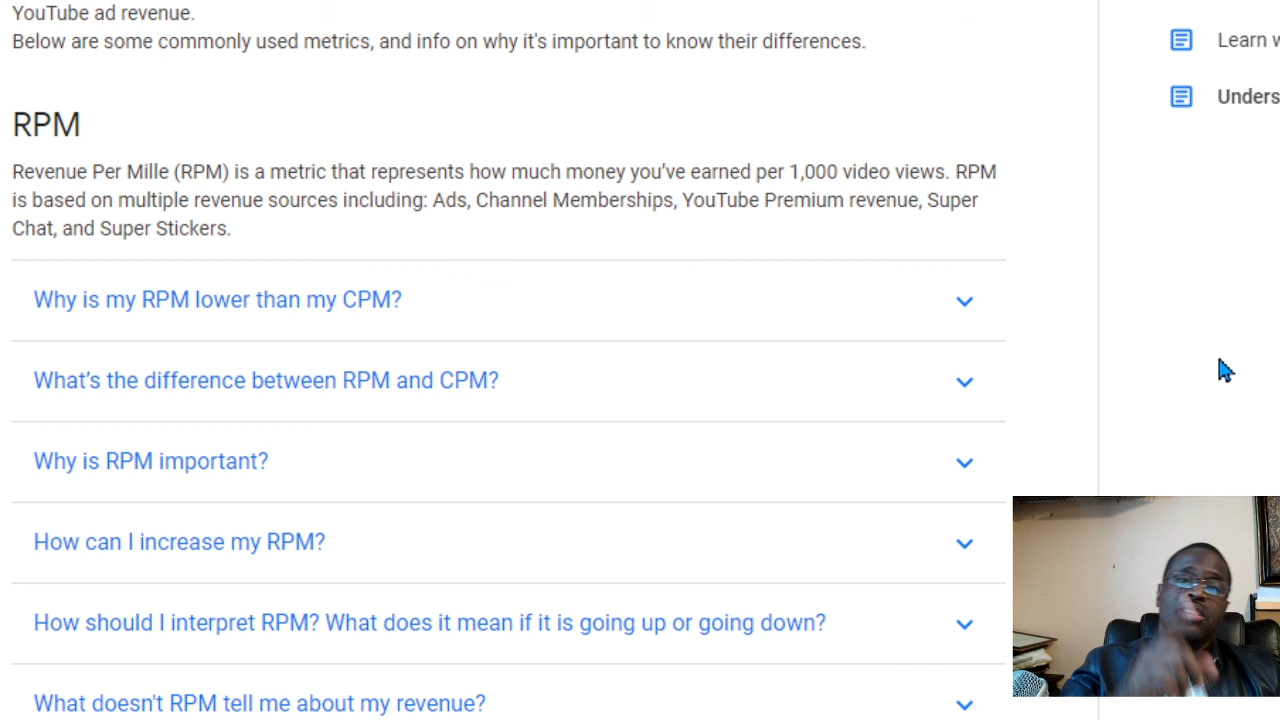 YouTube ad revenue.
Below are some commonly used metrics, and info on why it's important to know their differences.
RPM
Revenue Per Mille (RPM) is a metric that represents how much money you’ve earned per 1,000 video views. RPM
is based on multiple revenue sources including: Ads, Channel Memberships, YouTube Premium revenue, Super
Chat, and Super Stickers.
Why is my RPM lower than my CPM?
What’s the difference between RPM and CPM?
Why is RPM important?
How can I increase my RPM?
How should I interpret RPM? What does it mean if it is going up or going down?
What doesn't RPM tell me about my revenue?
Learn